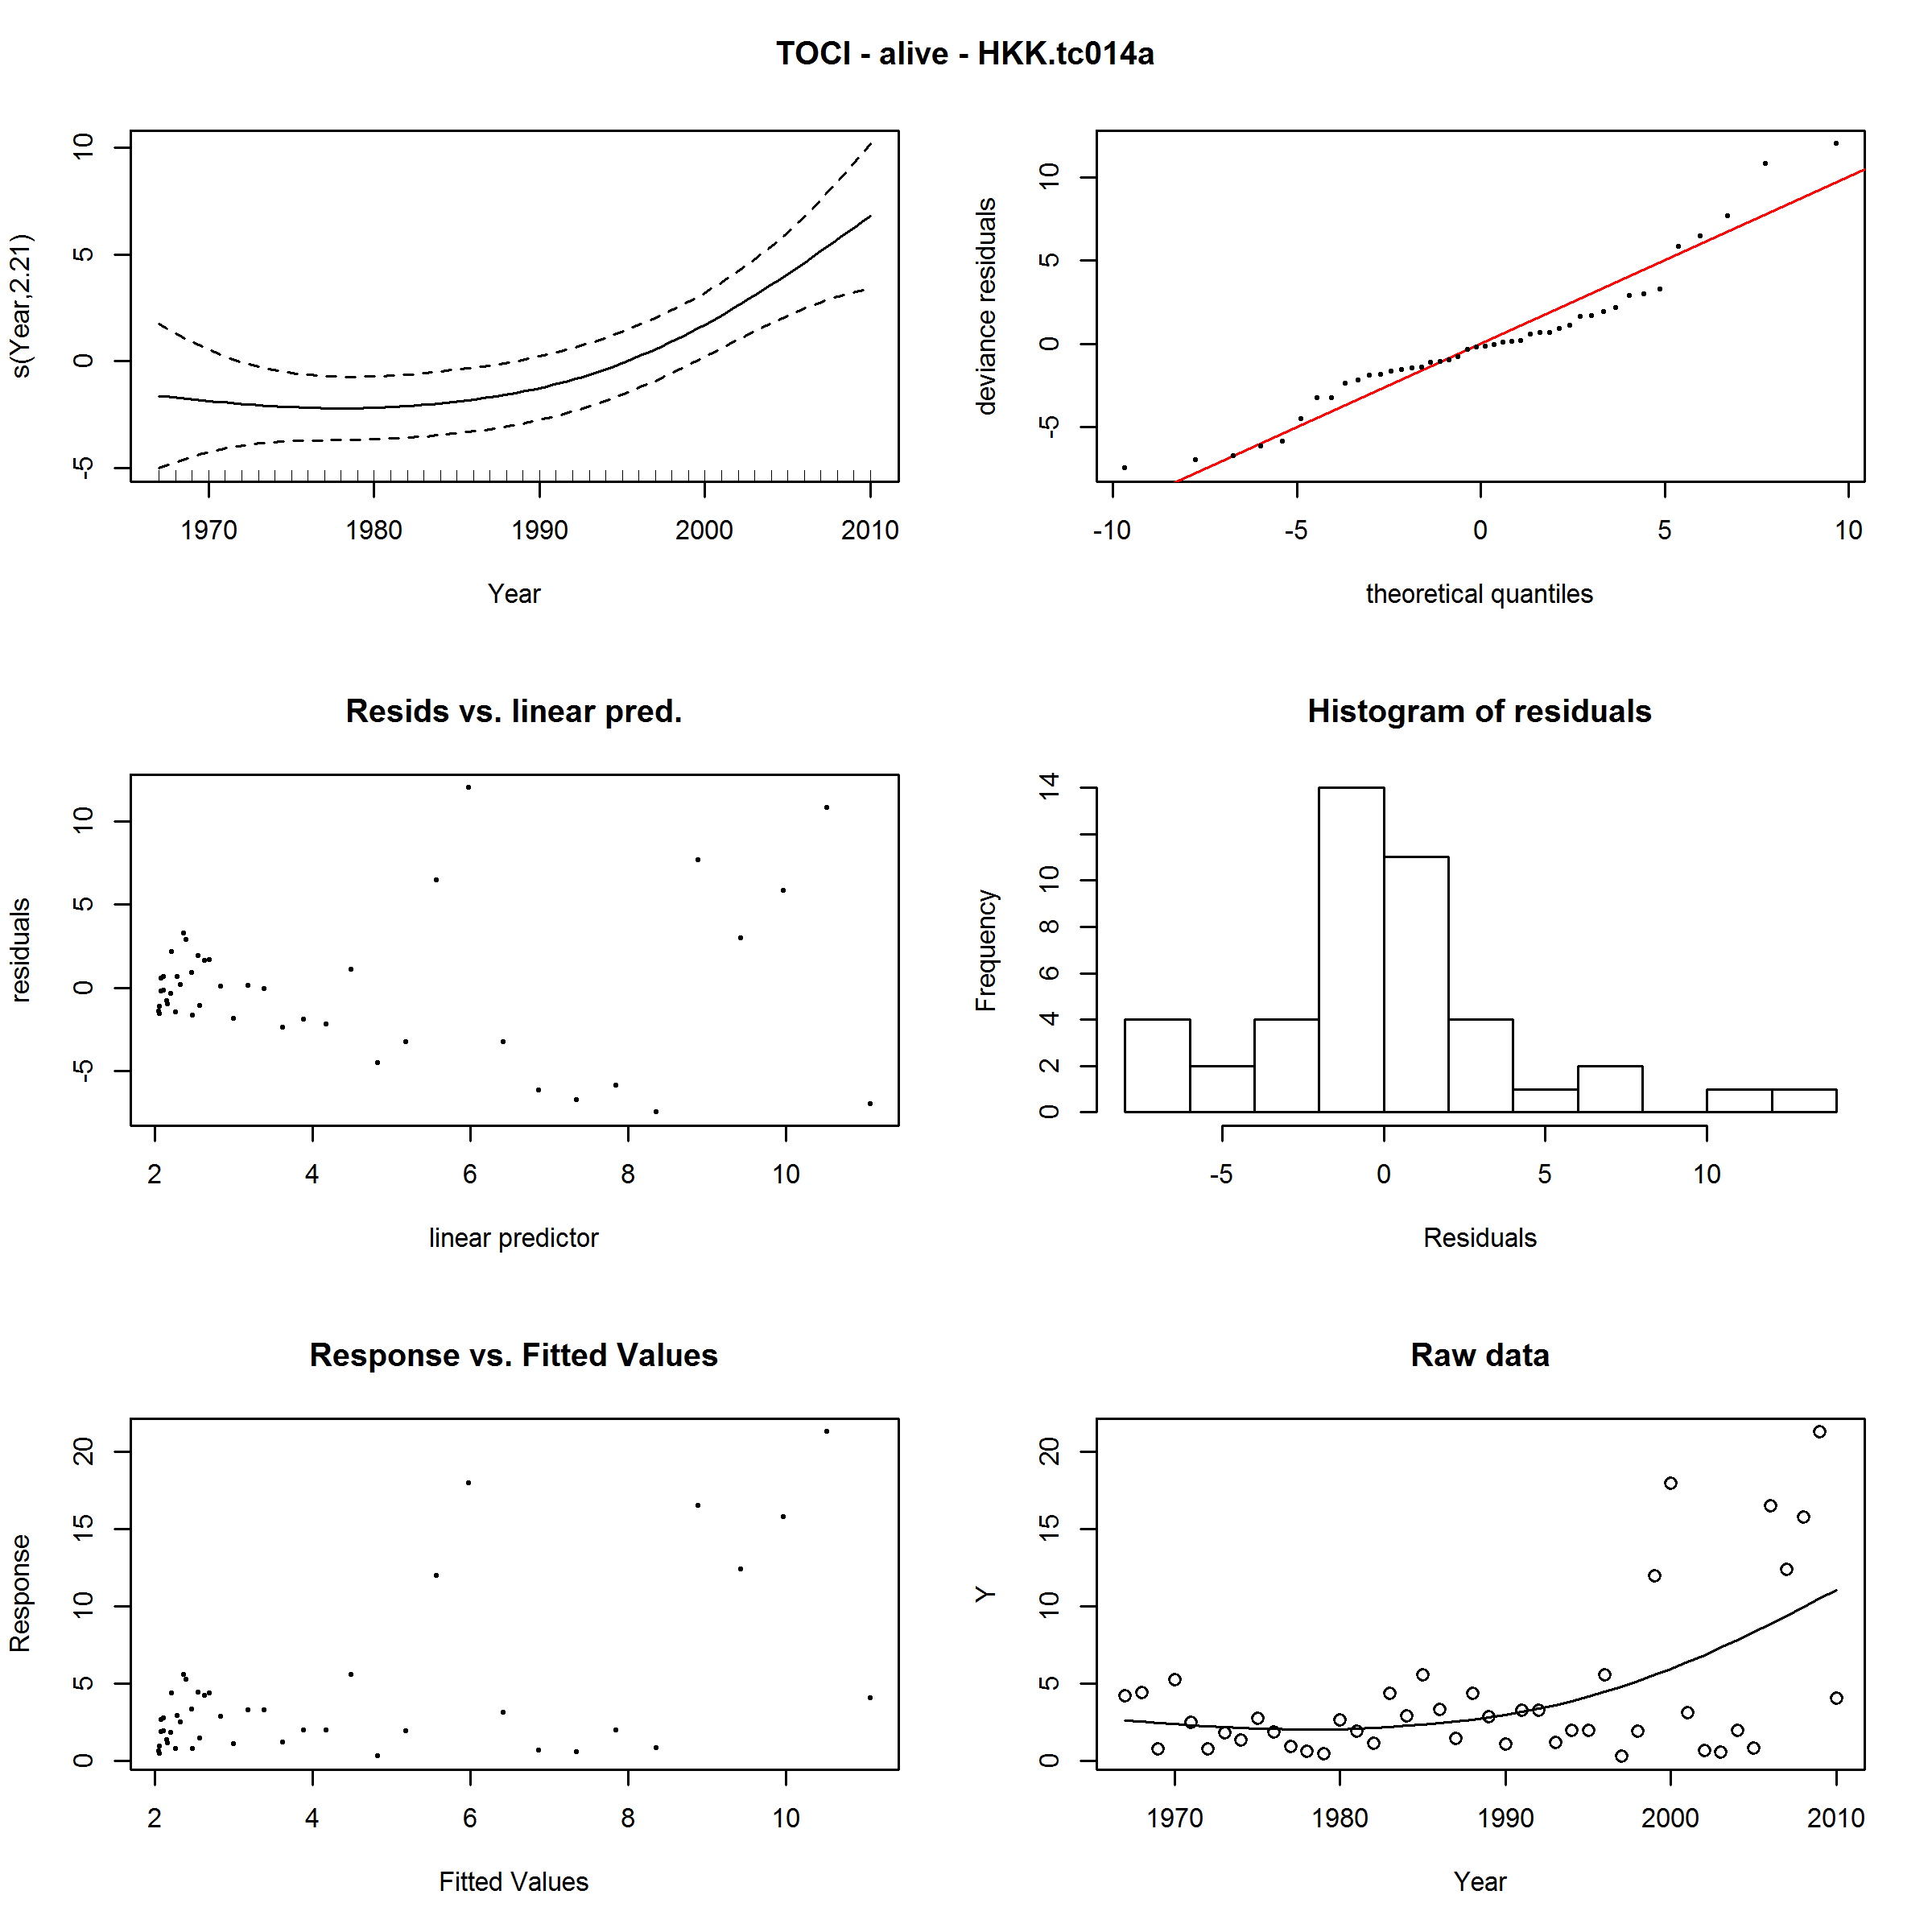 TOCI - alive - HKK.tc014a
s(Year,2.21)
10
5
0
-5
1970 1980 1990 2000 2010
Year
deviance residuals
10
5
0
-5
-10 -5 0 5 10
theoretical quantiles
Resids vs. linear pred.
residuals
10
5
0
-5
2 4 6 8 10
linear predictor
Histogram of residuals
Frequency
14
10
8
6
4
2
0
-5 0 5 10
Residuals
Response vs. Fitted Values
Response
20
15
10
5
0
2 4 6 8 10
Fitted Values
Raw data
Y
20
15
10
5
0
1970 1980 1990 2000 2010
Year